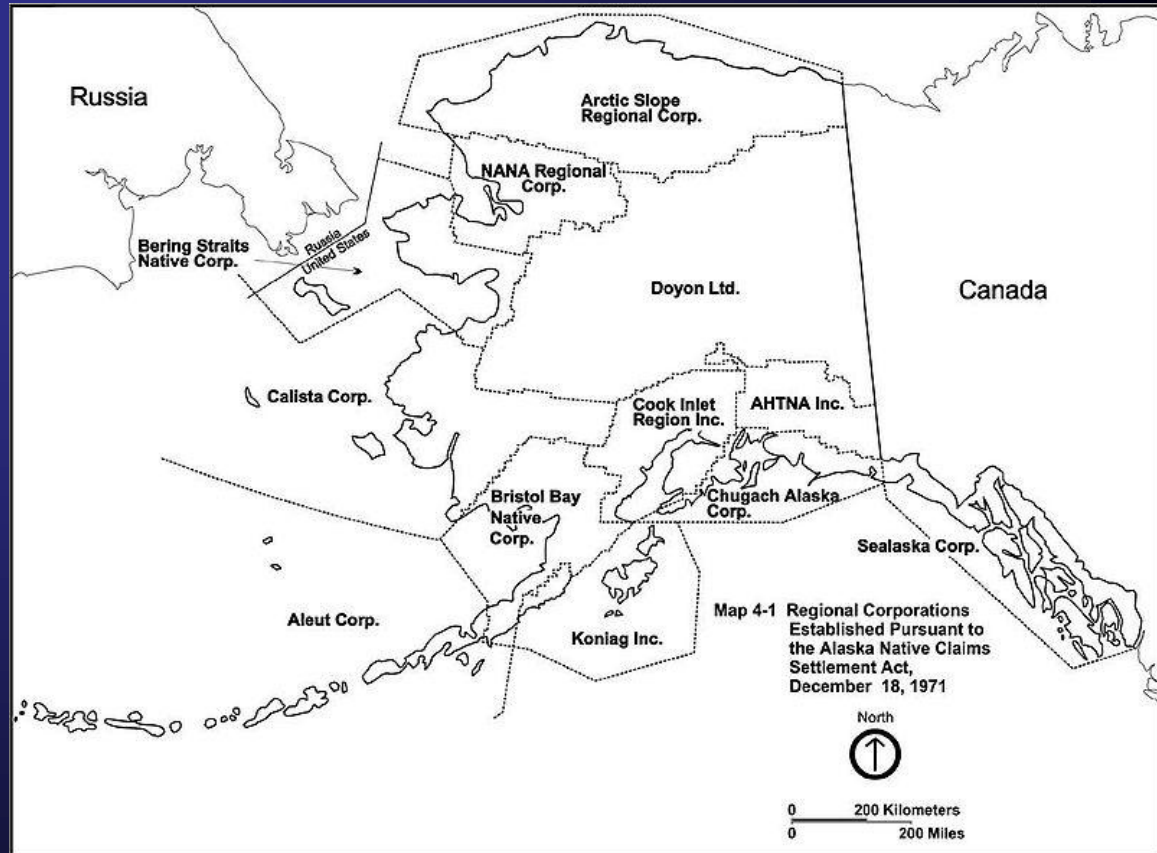 Russia
Arctic Slope
Regional Corp.
NANA Regional
Corp.
Bering Straits
Native Corp.
Russia
United States
Doyon Ltd.
Canada
Calista Corp.
Cook Inlet
Region Inc.
AHTNA Inc.
Bristol Bay
Native
Corp.
Chugach Alaska
Corp.
Sealaska Corp.
Aleut Corp.
Koniag Inc.
Map 4-1 Regional Corporations
Established Pursuant to
the Alaska Native Claims
Settlement Act,
December 18, 1971
North
0 200 Kilometers
0 200 Miles